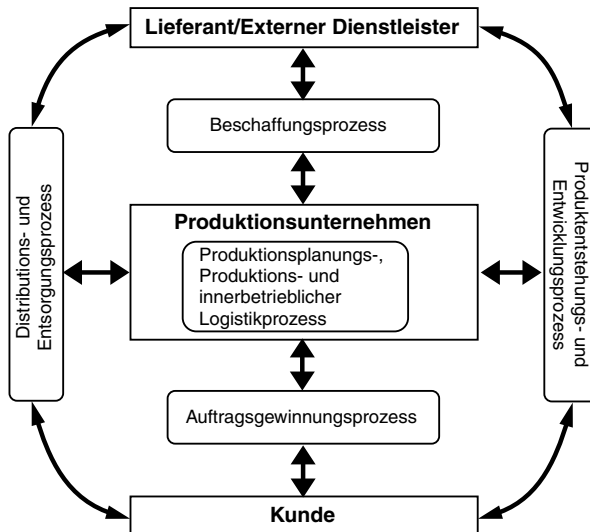 Lieferant/Externer Dienstleister
Beschaffungsprozess
Distributions- und
Entsorgungsprozess
Produktionsunternehmen
Produktionsplanungs-,
Produktions- und
innerbetrieblicher
Logistikprozess
Produktentstehungs- und
Entwicklungsprozess
Auftragsgewinnungsprozess
Kunde